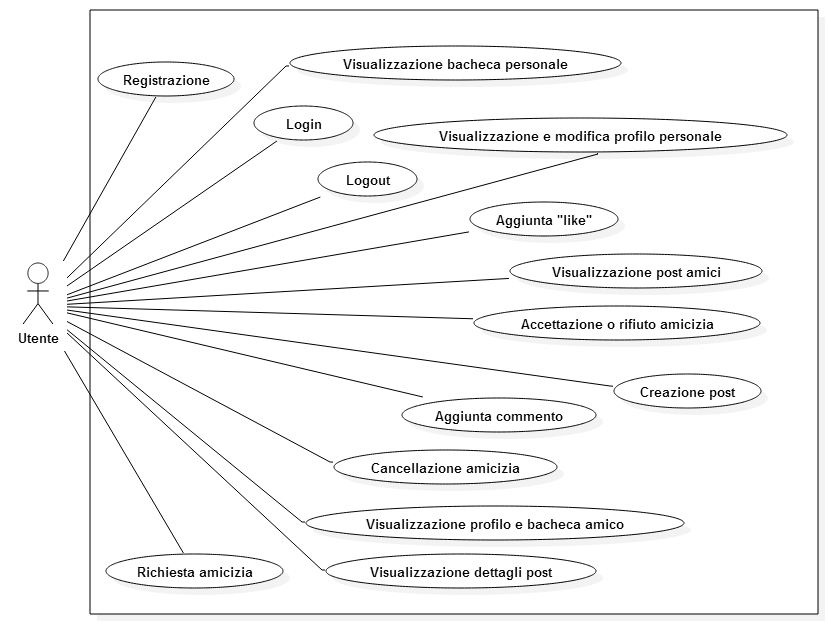 Visualizzazione bacheca personale
Registrazione
Login
Visualizzazione e modifica profilo personale
Logout
Aggiunta "like"
Visualizzazione post amici
Accettazione o rifiuto amicizia
Utente
Creazione post
Aggiunta commento
Cancellazione amicizia
Visualizzazione profilo e bacheca amico
Richiesta amicizia
Visualizzazione dettagli post